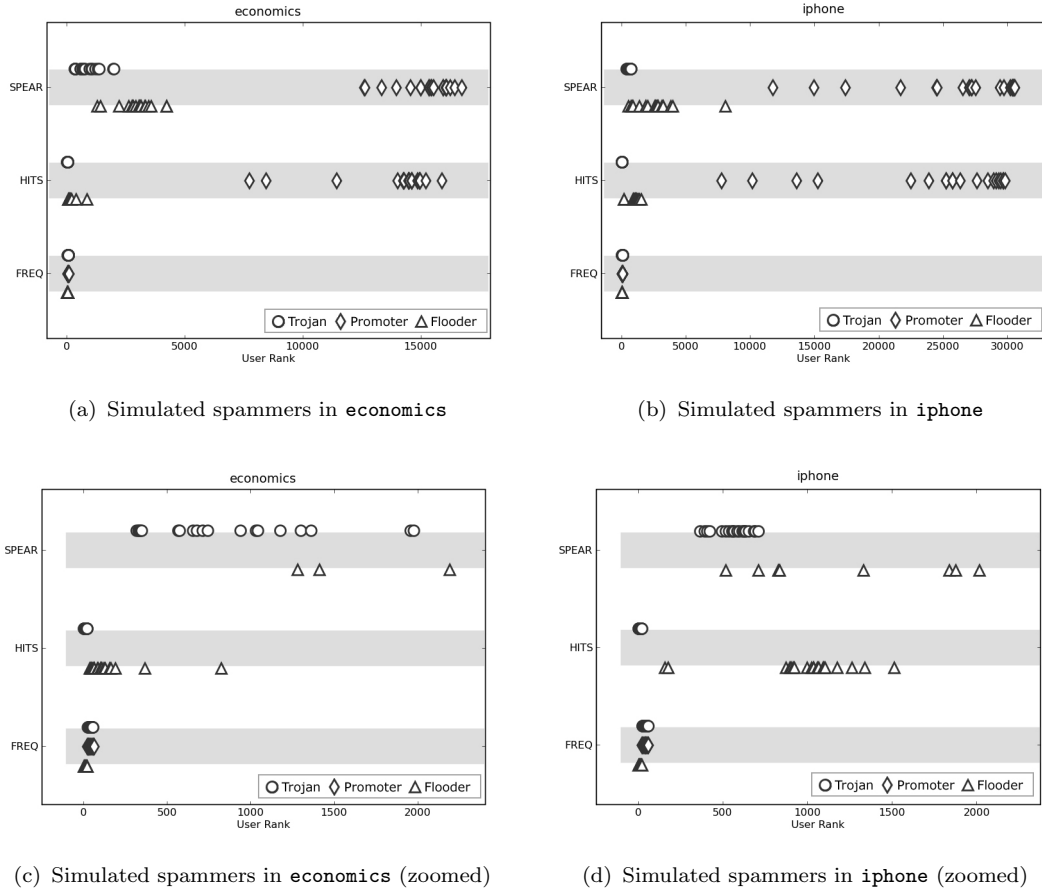 economics
SPEAR
HITS
FREQ
Trojan Promoter Flooder
0 5000 10000 15000
User Rank
(a) Simulated spammers in economics
iphone
SPEAR
HITS
FREQ
Trojan Promoter Flooder
0 5000 10000 15000 20000 25000 30000
User Rank
(b) Simulated spammers in iphone
economics
SPEAR
HITS
FREQ
Trojan Promoter Flooder
0 500 1000 1500 2000
User Rank
(c) Simulated spammers in economics (zoomed)
iphone
SPEAR
HITS
FREQ
Trojan Promoter Flooder
0 500 1000 1500 2000
User Rank
(d) Simulated spammers in iphone (zoomed)